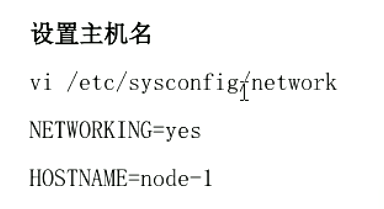 设置主机名
vi /etc/sysconfig/network
NETWORKING=yes
HOSTNAME=node-1